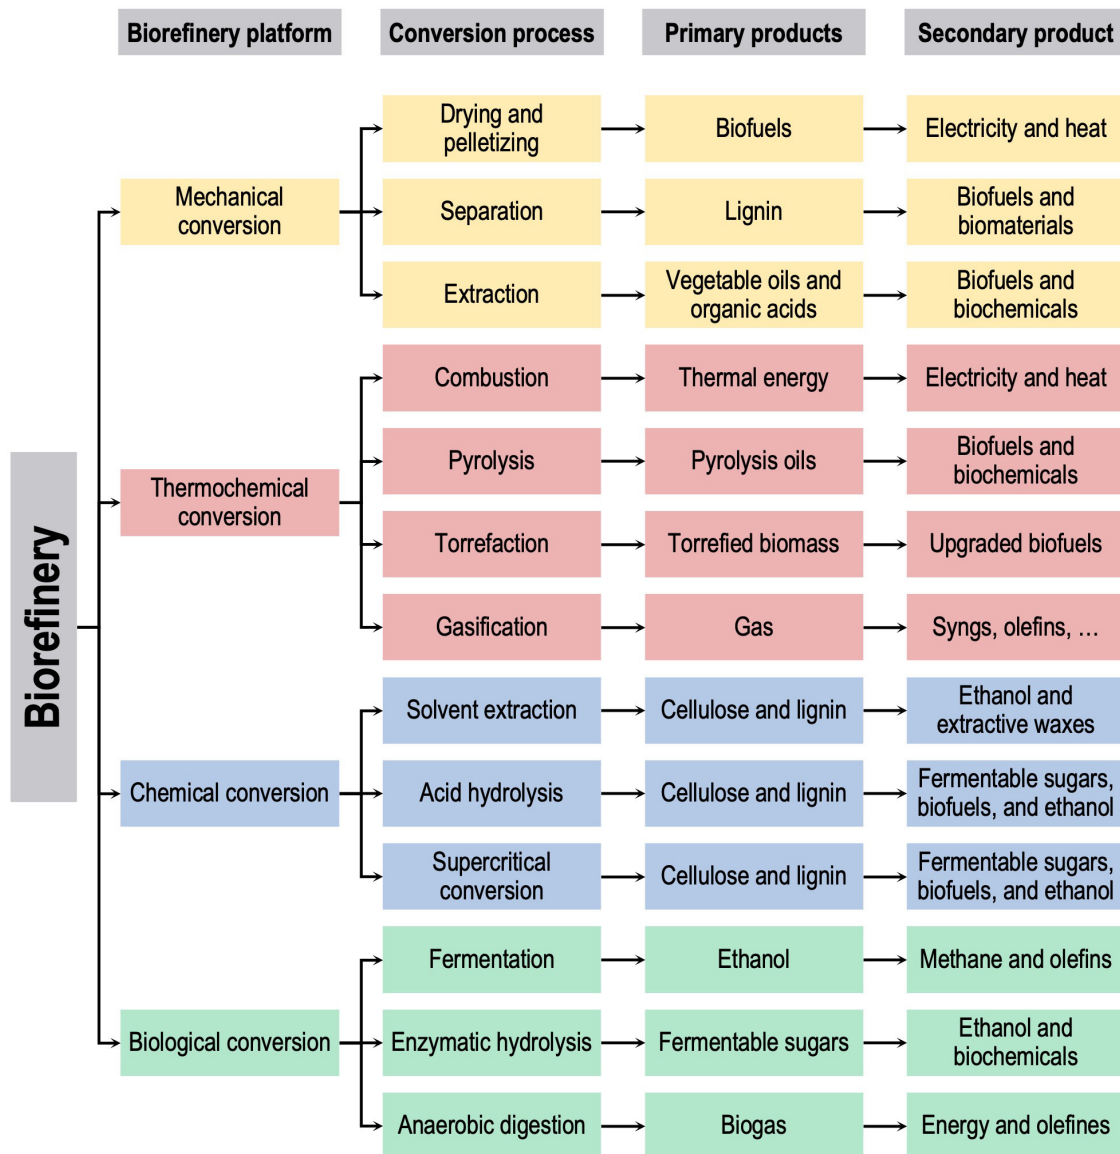 Biorefinery platform
Conversion process
Primary products
Secondary product
Drying and
pelletizing
Biofuels
Electricity and heat
Mechanical
conversion
Separation
Lignin
Biofuels and
biomaterials
Extraction
Vegetable oils and
organic acids
Biofuels and
biochemicals
Combustion
Thermal energy
Electricity and heat
Biorefinery
Thermochemical
conversion
Pyrolysis
Pyrolysis oils
Biofuels and
biochemicals
Torrefaction
Torrefied biomass
Upgraded biofuels
Gasification
Gas
Syngs, olefins, …
Solvent extraction
Cellulose and lignin
Ethanol and
extractive waxes
Chemical conversion
Acid hydrolysis
Cellulose and lignin
Fermentable sugars,
biofuels, and ethanol
Supercritical
conversion
Cellulose and lignin
Fermentable sugars,
biofuels, and ethanol
Fermentation
Ethanol
Methane and olefins
Biological conversion
Enzymatic hydrolysis
Fermentable sugars
Ethanol and
biochemicals
Anaerobic digestion
Biogas
Energy and olefines